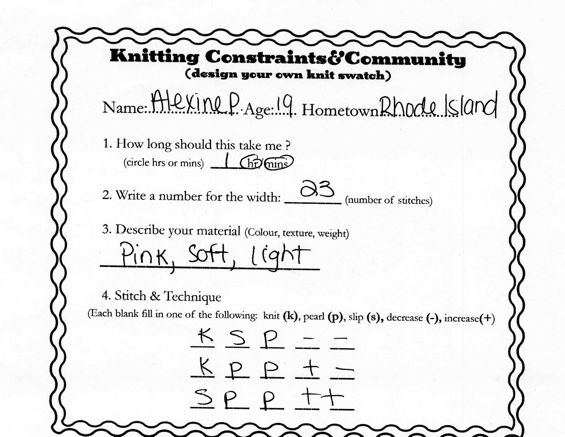 Knitting Constraints&Community
(design your own knit swatch)
Name: Alexine P. Age: 19. Hometown Rhode Island
1. How long should this take me ?
(circle hrs or mins) 1 hr/mins
2. Write a number for the width: 23 (number of stitches)
3. Describe your material (Colour, texture, weight)
Pink, Soft, light
4. Stitch & Technique
(Each blank fill in one of the following: knit (k), pearl (p), slip (s), decrease (-), increase(+)
K S P - -
K P P + -
S P P + +